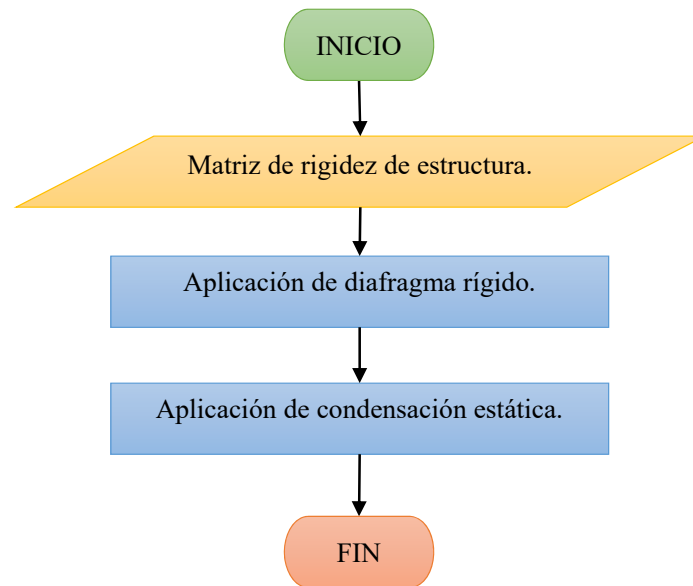 INICIO
Matriz de rigidez de estructura.
Aplicación de diafragma rígido.
Aplicación de condensación estática.
FIN